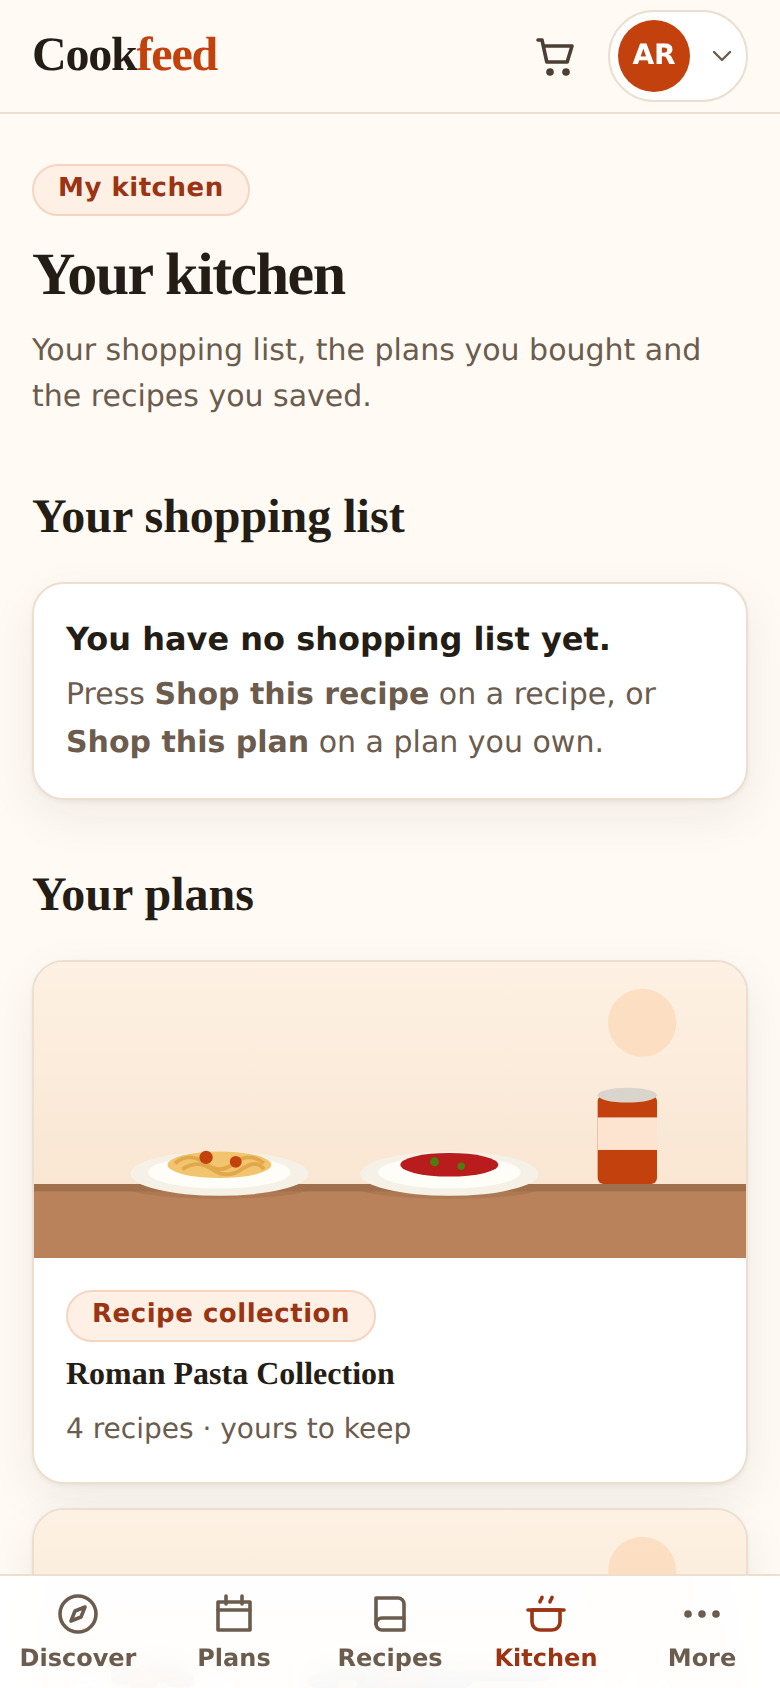 Cookfeed
AR
My kitchen
Your kitchen
Your shopping list, the plans you bought and
the recipes you saved.
Your shopping list
You have no shopping list yet.
Press Shop this recipe on a recipe, or
Shop this plan on a plan you own.
Your plans
Recipe collection
Roman Pasta Collection
4 recipes · yours to keep
Discover
Plans
Recipes
Kitchen
More